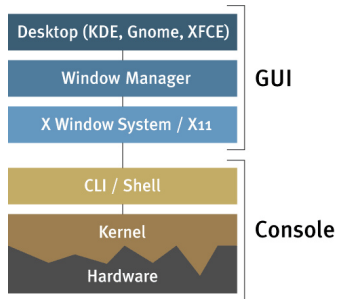 Desktop (KDE, Gnome, XFCE)
Window Manager
GUI
X Window System / X11
CLI / Shell
Kernel
Console
Hardware